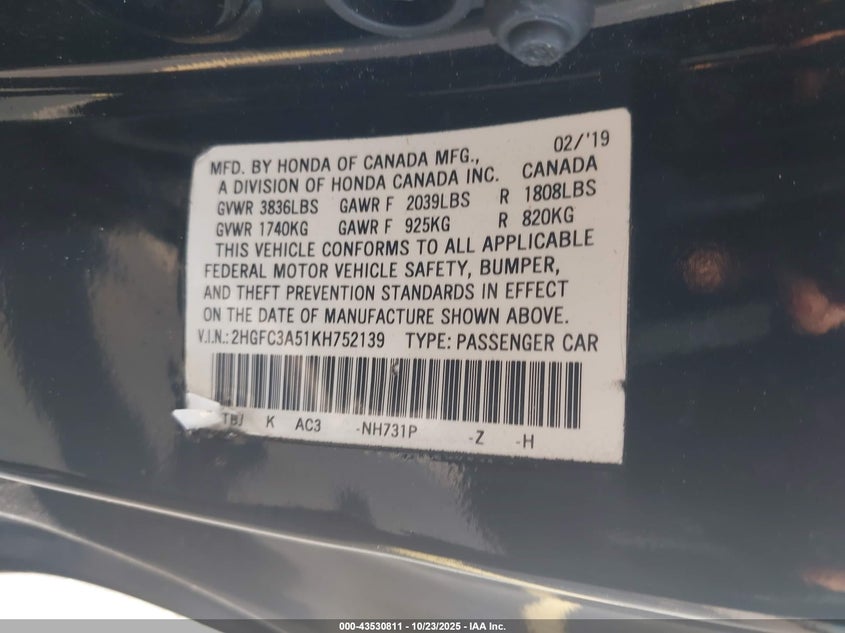 02/'19
MFD. BY HONDA OF CANADA MFG.,
A DIVISION OF HONDA CANADA INC. CANADA
GVWR 3836LBS GAWR F 2039LBS R 1808LBS
GVWR 1740KG GAWR F 925KG R 820KG
THIS VEHICLE CONFORMS TO ALL APPLICABLE
FEDERAL MOTOR VEHICLE SAFETY, BUMPER,
AND THEFT PREVENTION STANDARDS IN EFFECT
ON THE DATE OF MANUFACTURE SHOWN ABOVE.
V.I.N.: 2HGFC3A51KH752139 TYPE: PASSENGER CAR
TBJ K AC3 -NH731P -Z -H
000-43530811 - 10/23/2025 - IAA Inc.